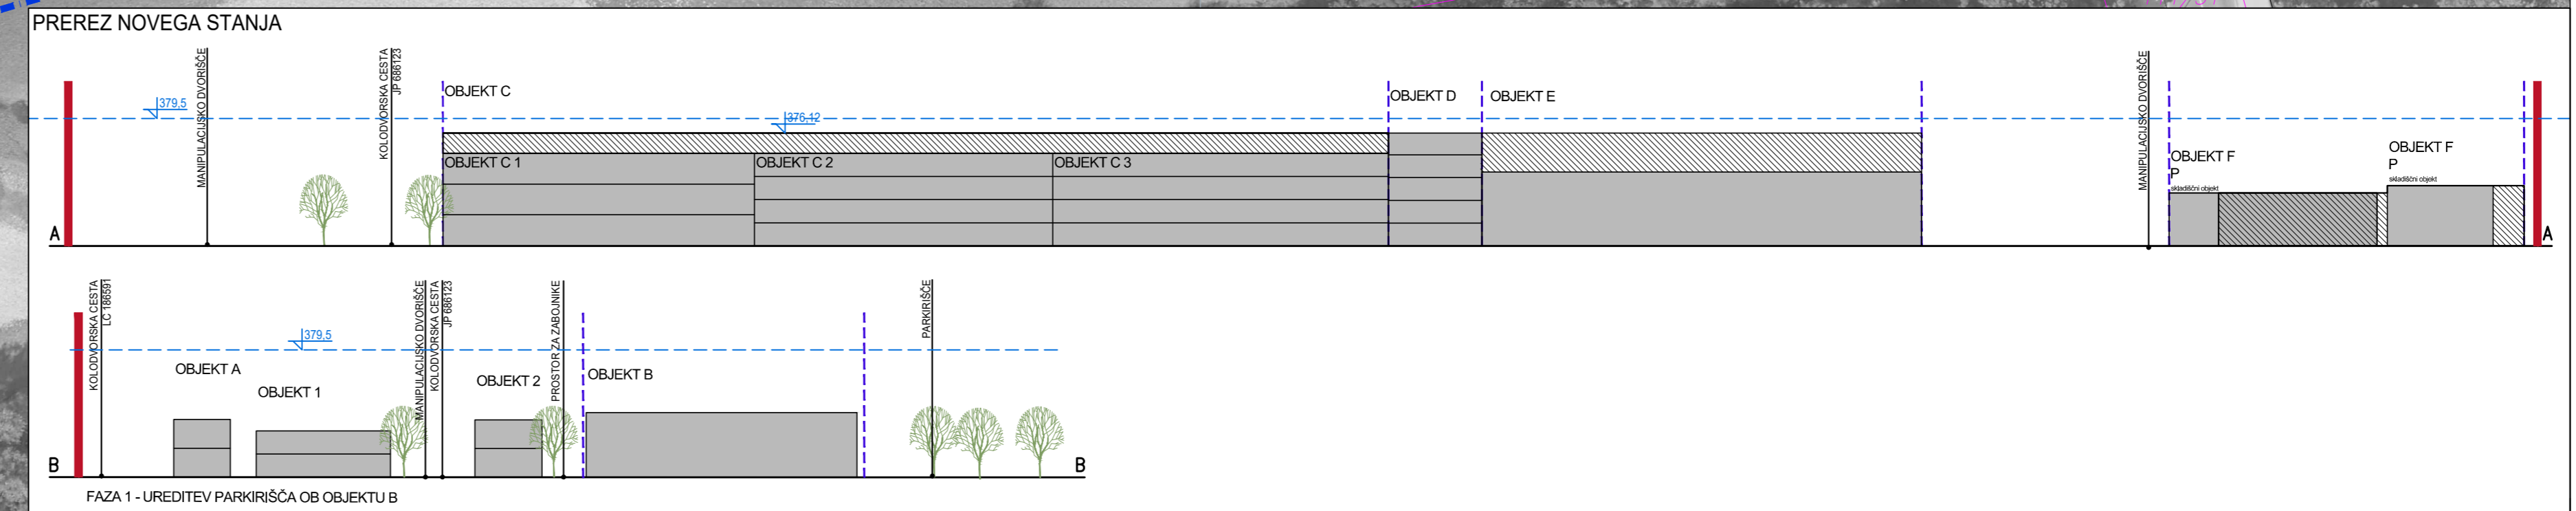 PREREZ NOVEGA STANJA
MANIPULACIJSKO DVORIŠČE
KOLODVORSKA CESTA
JP 686123
379,5
OBJEKT C
376,12
OBJEKT D
OBJEKT E
MANIPULACIJSKO DVORIŠČE
OBJEKT C 1
OBJEKT C 2
OBJEKT C 3
OBJEKT F
P
skladiščni objekt
OBJEKT F
P
skladiščni objekt
A
A
KOLODVORSKA CESTA
LC 186591
379,5
MANIPULACIJSKO DVORIŠČE
KOLODVORSKA CESTA
JP 686123
PROSTOR ZA ZABOJNIKE
PARKIRIŠČE
OBJEKT A
OBJEKT 1
OBJEKT 2
OBJEKT B
B
B
FAZA 1 - UREDITEV PARKIRIŠČA OB OBJEKTU B